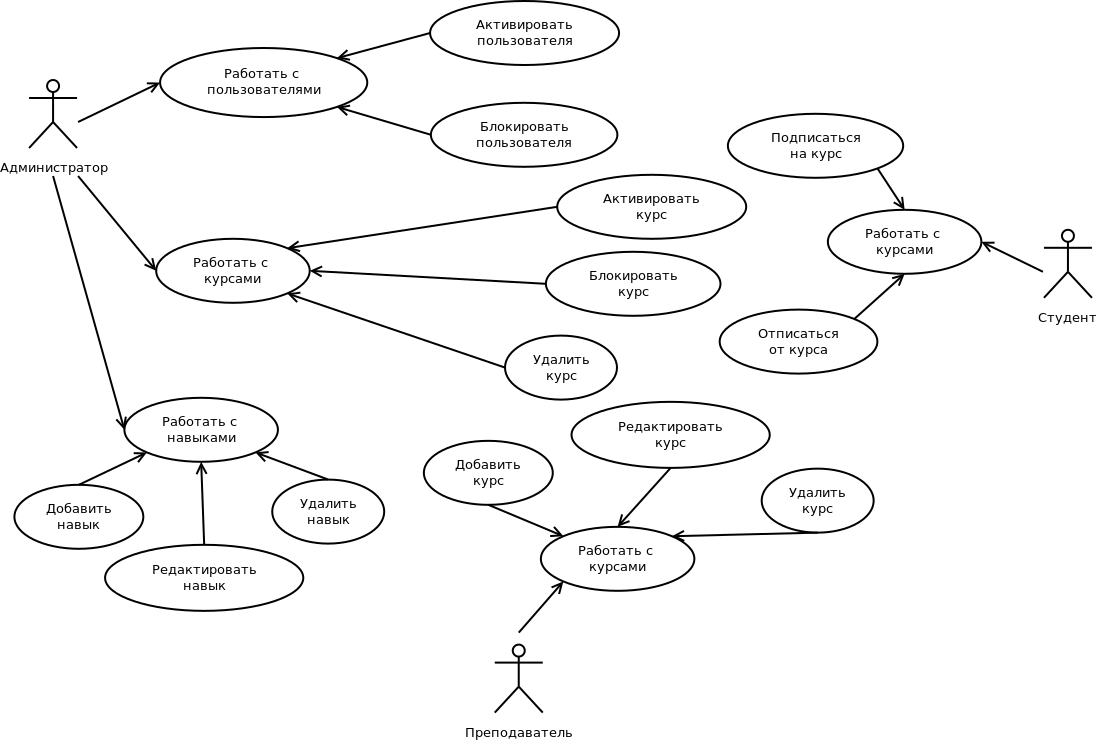 Активировать
пользователя
Работать с
пользователями
Блокировать
пользователя
Администратор
Подписаться
на курс
Активировать
курс
Работать с
курсами
Работать с
курсами
Блокировать
курс
Студент
Отписаться
от курса
Удалить
курс
Работать с
навыками
Редактировать
курс
Добавить
курс
Удалить
курс
Добавить
навык
Удалить
навык
Работать с
курсами
Редактировать
навык
Преподаватель